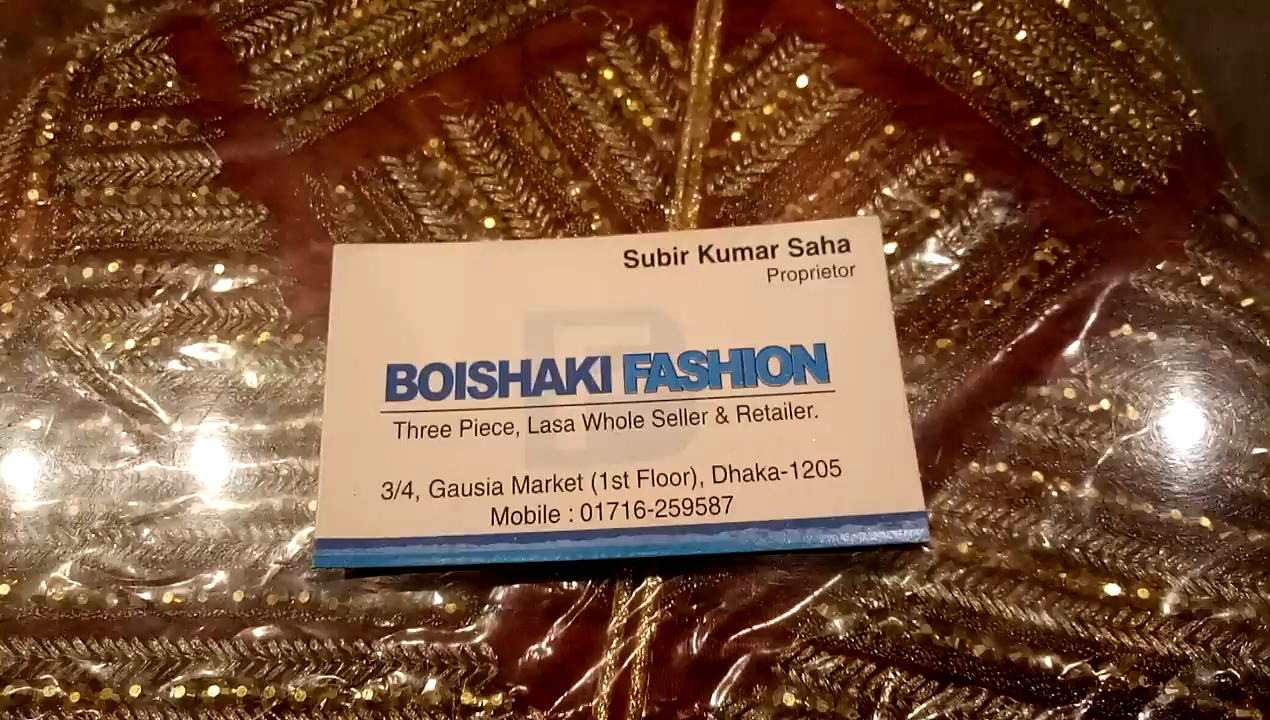 Subir Kumar Saha
Proprietor
BOISHAKI FASHION
Three Piece, Lasa Whole Seller & Retailer.
3/4, Gausia Market (1st Floor), Dhaka-1205
Mobile : 01716-259587